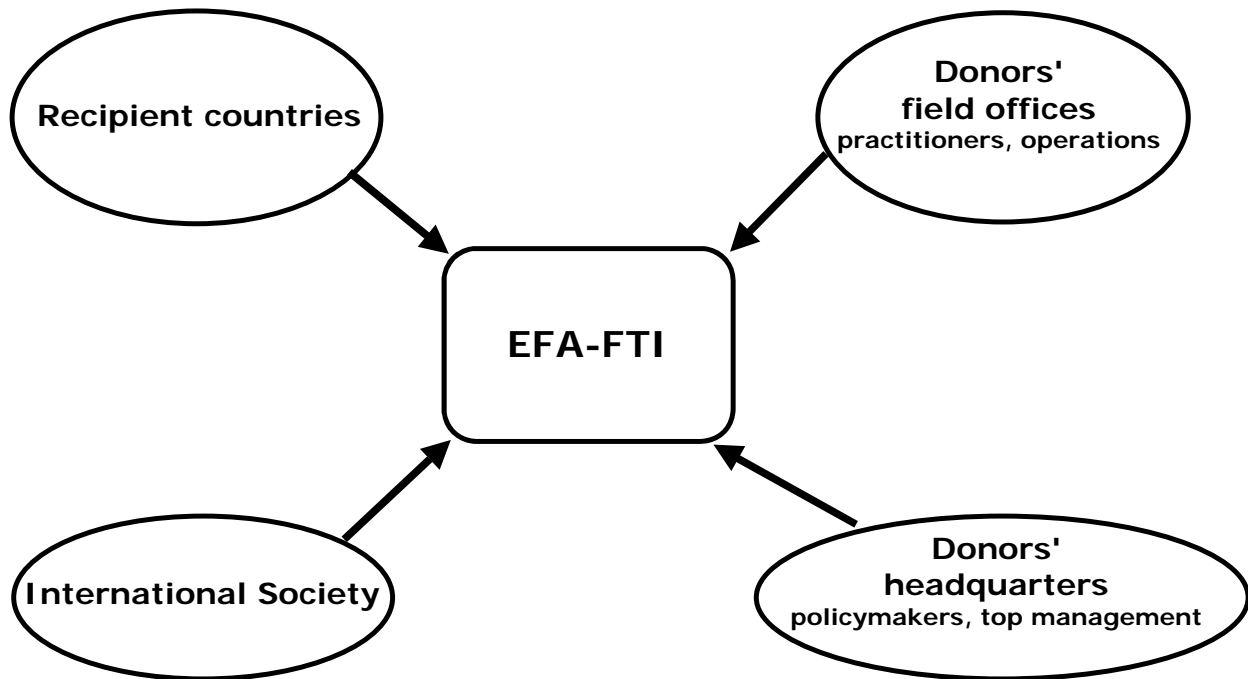 Recipient countries
Donors'
field offices
practitioners, operations
EFA-FTI
International Society
Donors'
headquarters
policymakers, top management